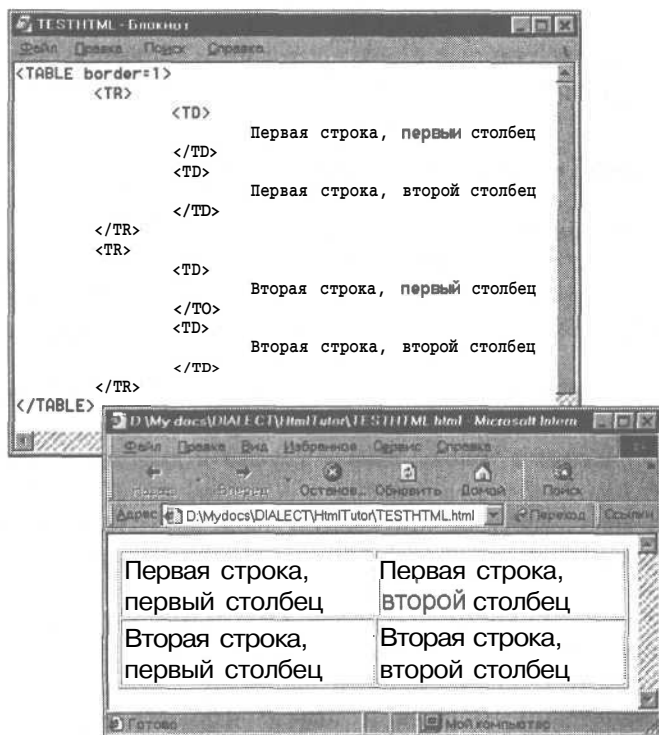 TESTHTML - Блокнот
Файл Правка Поиск Справка
<TABLE border=1>
<TR>
<TD>
Первая строка, первый столбец
</TD>
<TD>
Первая строка, второй столбец
</TD>
</TR>
<TR>
<TD>
Вторая строка, первый столбец
</TO>
<TD>
Вторая строка, второй столбец
</TD>
</TR>
</TABLE>
D:\My docs\DIALECT\HtmlTutor\TESTHTML.html - Microsoft Intern
Файл Правка Вид Избранное Сервис Справка
Вперед Останов... Обновить Домой Поиск
Адрес D:\Mydocs\DIALECT\HtmlTutor\TESTHTML.html Переход Ссылки
Первая строка, первый столбец
Первая строка, второй столбец
Вторая строка, первый столбец
Вторая строка, второй столбец
Готово Мой компьютер